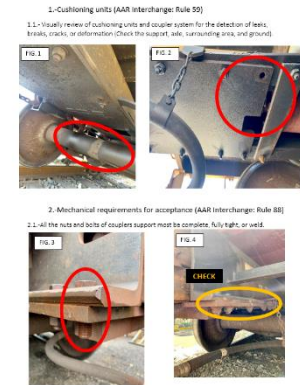 1.-Cushioning units (AAR Interchange: Rule 59)
1.1.- Visually review of cushioning units and coupler system for the detection of leaks,
breaks, cracks, or deformation (Check the support, axle, surrounding area, and ground).
FIG. 1
FIG. 2
2.-Mechanical requirements for acceptance (AAR Interchange: Rule 88)
2.1.-All the nuts and bolts of couplers support most be complete, fully tight, or weld.
FIG. 3
FIG. 4
CHECK